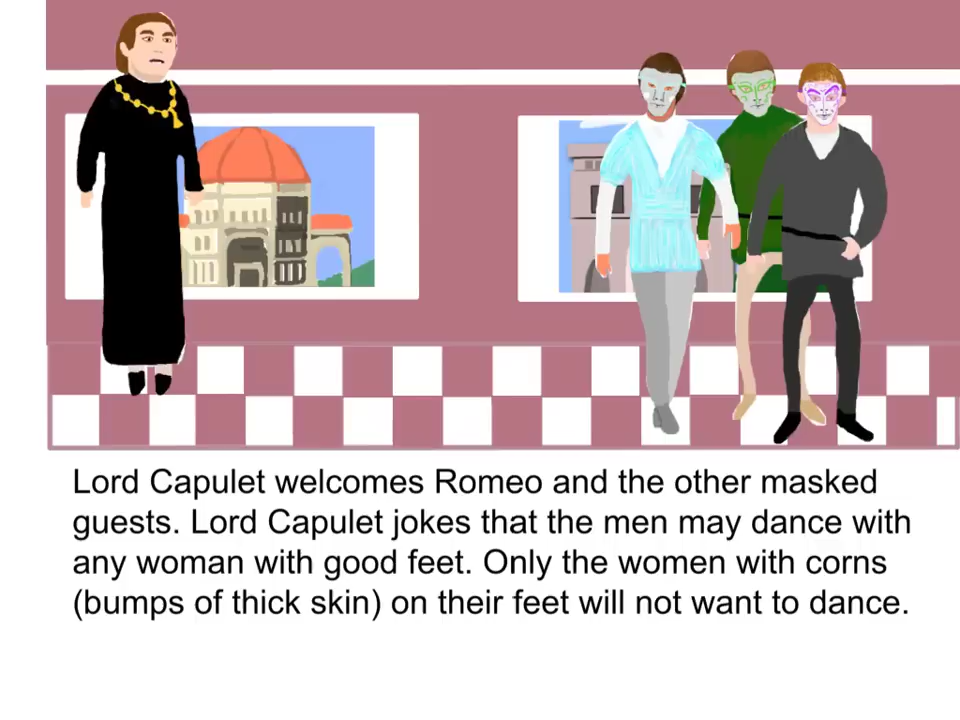 Lord Capulet welcomes Romeo and the other masked
guests. Lord Capulet jokes that the men may dance with
any woman with good feet. Only the women with corns
(bumps of thick skin) on their feet will not want to dance.